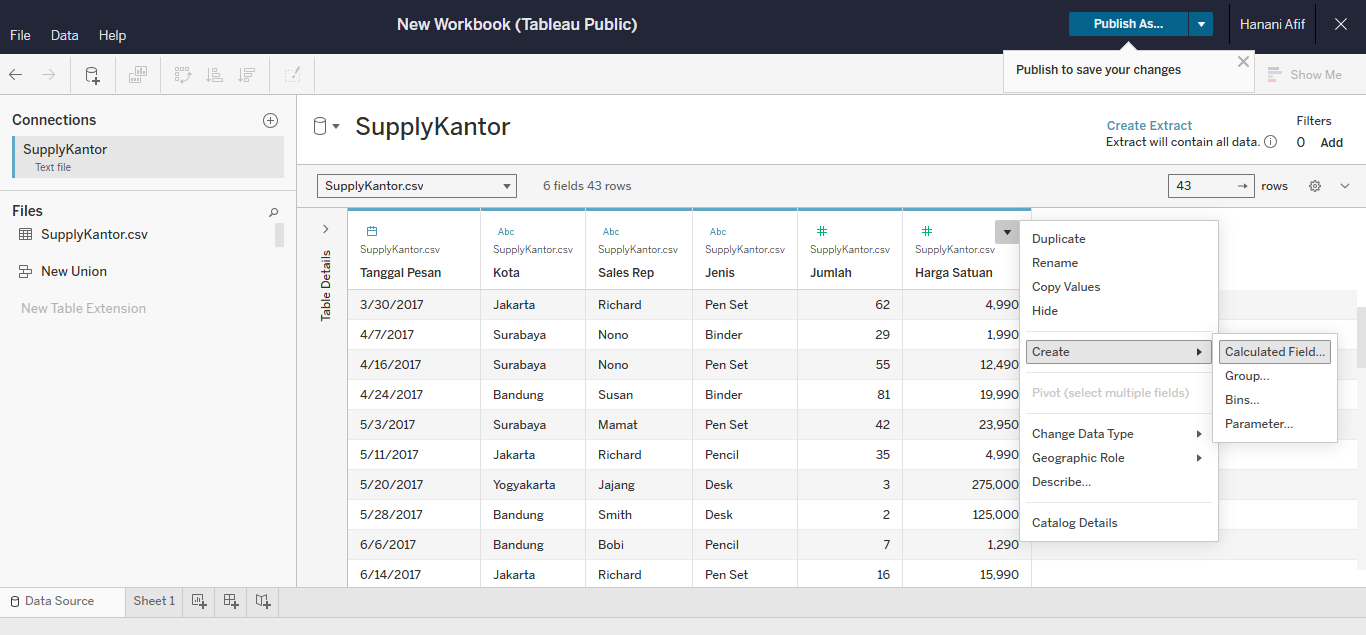 New Workbook (Tableau Public)
Publish As...
Hanani Afif
File Data Help
Publish to save your changes
Show Me
Connections
SupplyKantor
Text file
Files
SupplyKantor.csv
New Union
New Table Extension
SupplyKantor
Create Extract
Extract will contain all data.
Filters
0 Add
SupplyKantor.csv 6 fields 43 rows 43 rows
Table Details
Abc Abc Abc
SupplyKantor.csv SupplyKantor.csv SupplyKantor.csv SupplyKantor.csv SupplyKantor.csv SupplyKantor.csv
Tanggal Pesan Kota Sales Rep Jenis Jumlah Harga Satuan
3/30/2017 Jakarta Richard Pen Set 62 4,990
4/7/2017 Surabaya Nono Binder 29 1,990
4/16/2017 Surabaya Nono Pen Set 55 12,490
4/24/2017 Bandung Susan Binder 81 19,990
5/3/2017 Surabaya Mamat Pen Set 42 23,950
5/11/2017 Jakarta Richard Pencil 35 4,990
5/20/2017 Yogyakarta Jajang Desk 3 275,000
5/28/2017 Bandung Smith Desk 2 125,000
6/6/2017 Bandung Bobi Pencil 7 1,290
6/14/2017 Jakarta Richard Pen Set 16 15,990
Duplicate
Rename
Copy Values
Hide
Create
Pivot (select multiple fields)
Change Data Type
Geographic Role
Describe...
Catalog Details
Calculated Field...
Group...
Bins...
Parameter...
Data Source Sheet 1